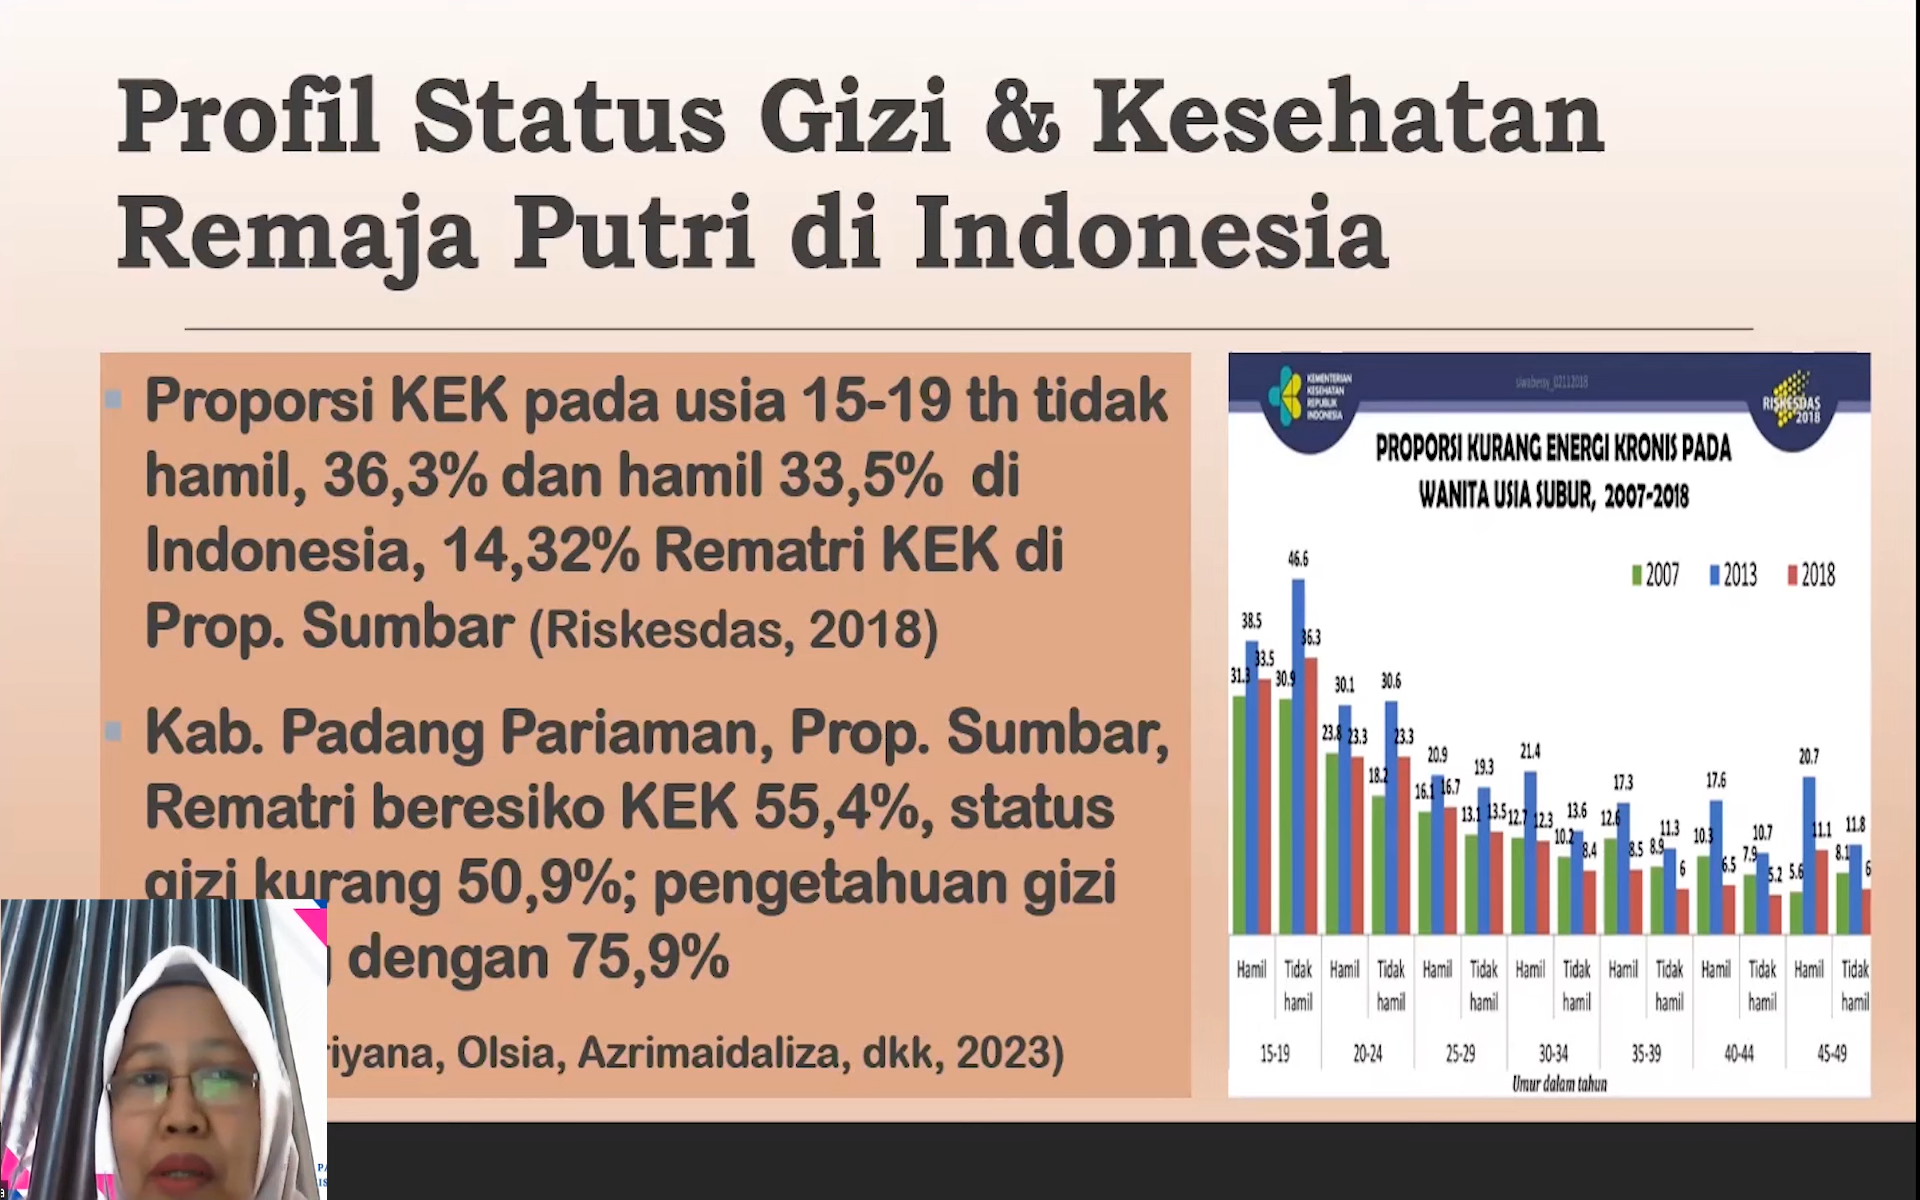 Profil Status Gizi & Kesehatan
Remaja Putri di Indonesia
Proporsi KEK pada usia 15-19 th tidak
hamil, 36,3% dan hamil 33,5% di
Indonesia, 14,32% Rematri KEK di
Prop. Sumbar (Riskesdas, 2018)
Kab. Padang Pariaman, Prop. Sumbar,
Rematri beresiko KEK 55,4%, status
gizi kurang 50,9%; pengetahuan gizi
dengan 75,9%
Olsia, Azrimaidaliza, dkk, 2023)
KEMENTERIAN
KESEHATAN
REPUBLIK
INDONESIA
siwabessy_02112018
RISKESDAS
2018
PROPORSI KURANG ENERGI KRONIS PADA
WANITA USIA SUBUR, 2007-2018
2007 2013 2018
31.3 38.5 33.5 30.9 46.6 36.3 23.8 30.1 23.3 18.2 30.6 23.3 16.1 20.9 16.7 13.1 19.3 13.5 12.7 21.4 12.3 10.2 13.6 8.4 12.6 17.3 8.5 8.9 11.3 6 10.3 17.6 6.5 7.9 10.7 5.2 5.6 20.7 11.1 8.1 11.8 6
Hamil Tidak hamil Hamil Tidak hamil Hamil Tidak hamil Hamil Tidak hamil Hamil Tidak hamil Hamil Tidak hamil Hamil Tidak hamil
15-19 20-24 25-29 30-34 35-39 40-44 45-49
Umur dalam tahun